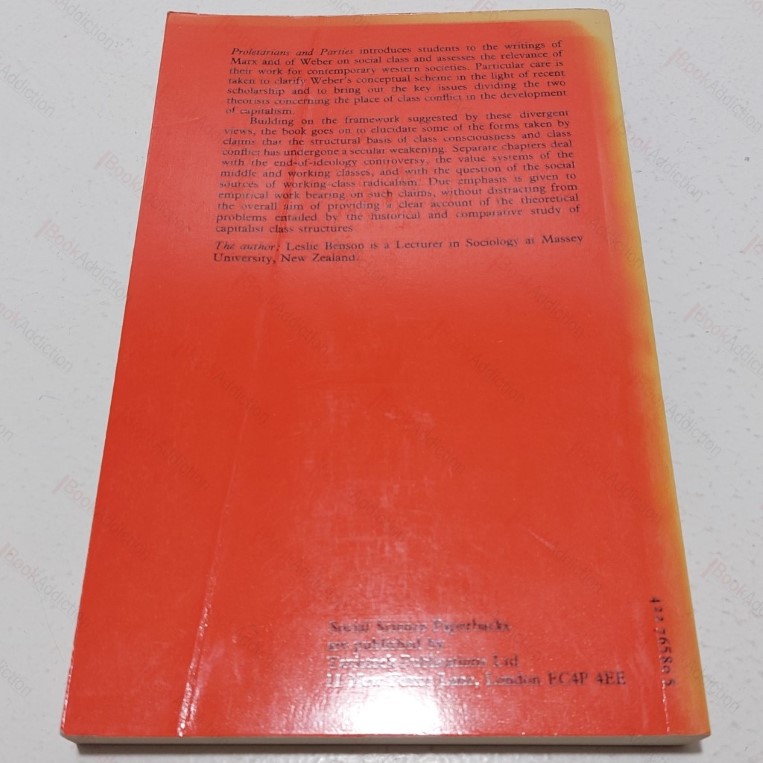 Proletarians and Parties introduces students to the writings of
Marx and of Weber on social class and assesses the relevance of
their work for contemporary western societies. Particular care is
taken to clarify Weber's conceptual scheme in the light of recent
scholarship and to bring out the key issues dividing the two
theorists concerning the place of class conflict in the development
of capitalism.
Building on the framework suggested by these divergent
views, the book goes on to elucidate some of the forms taken by
claims that the structural basis of class consciousness and class
conflict has undergone a secular weakening. Separate chapters deal
with the end-of-ideology controversy, the value systems of the
middle and working classes, and with the question of the social
sources of working-class radicalism. Due emphasis is given to
empirical work bearing on such claims, without distracting from
the overall aim of providing a clear account of the theoretical
problems entailed by the historical and comparative study of
capitalist class structures.
The author: Leslie Benson is a Lecturer in Sociology at Massey
University, New Zealand.
Social Science Paperbacks
are published by
Tavistock Publications Ltd
11 Lane, London EC4P 4EE
422 76580 5
BookAddiction